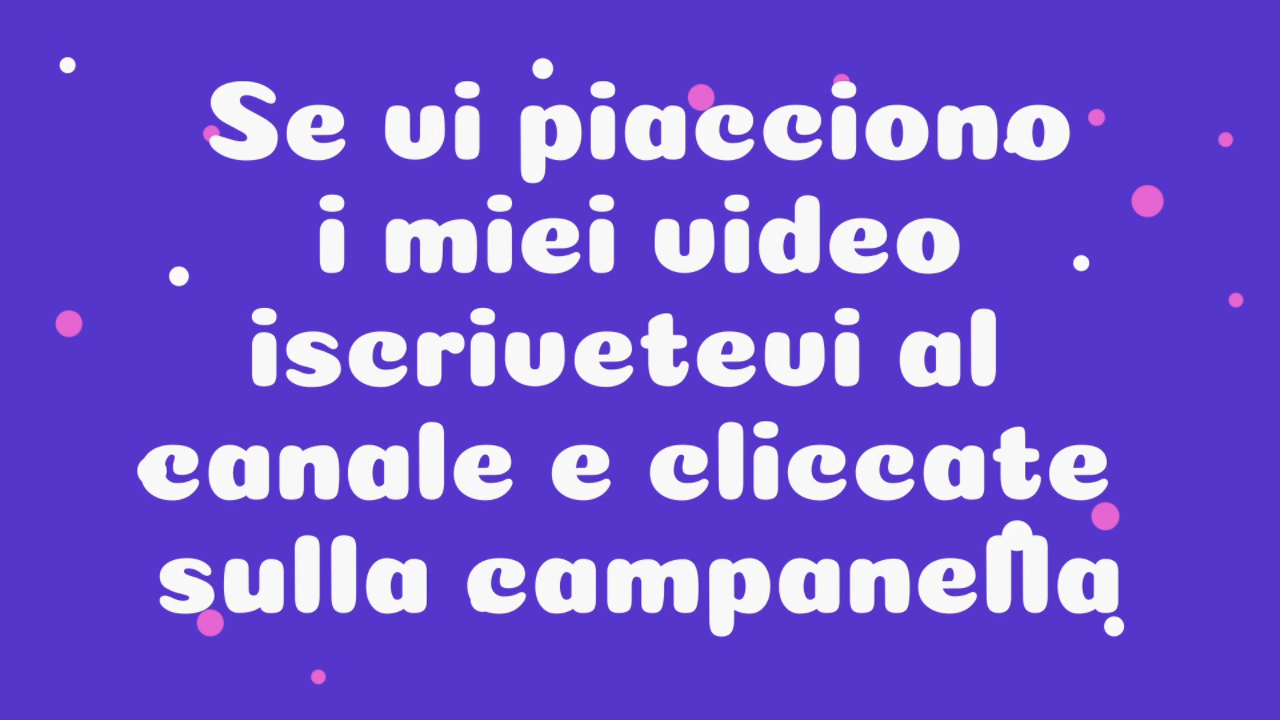 Se vi piacciono
i miei video
iscrivetevi al
canale e cliccate
sulla campanella